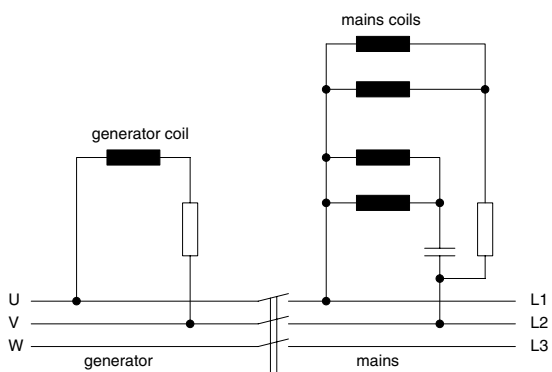 mains coils
generator coil
U L1
V L2
W L3
generator mains